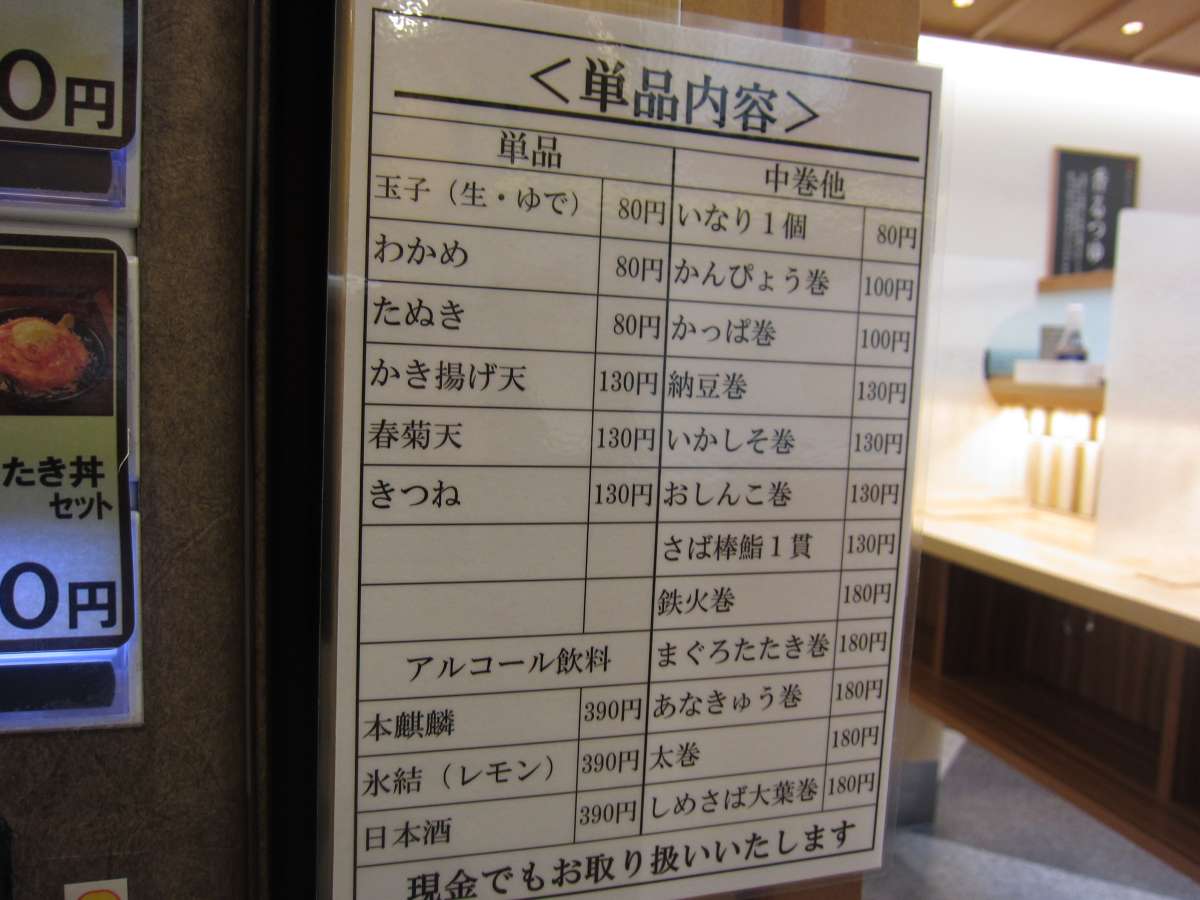 0円
たき丼
セット
0円
<単品内容>
単品
玉子（生・ゆで） 80円
わかめ 80円
たぬき 80円
かき揚げ天 130円
春菊天 130円
きつね 130円
アルコール飲料
本麒麟 390円
氷結（レモン） 390円
日本酒 390円
中巻他
いなり１個 80円
かんぴょう巻 100円
かっぱ巻 100円
納豆巻 130円
いかしそ巻 130円
おしんこ巻 130円
さば棒鮨１貫 130円
鉄火巻 180円
まぐろたたき巻 180円
あなきゅう巻 180円
太巻 180円
しめさば大葉巻 180円
現金でもお取り扱いいたします